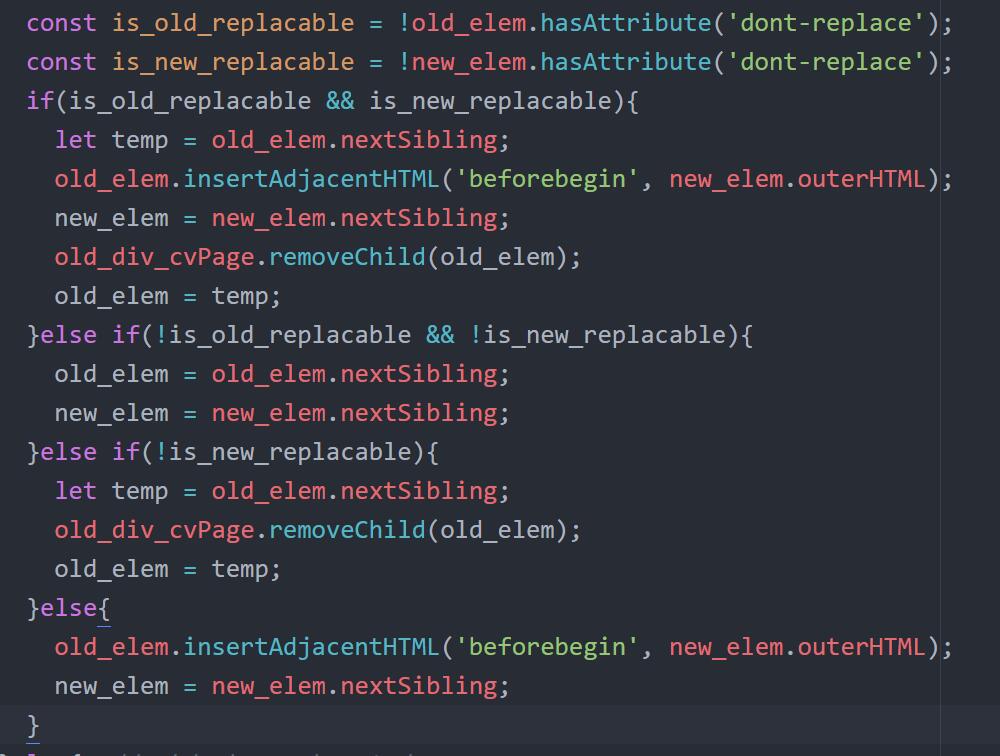 const is_old_replacable = !old_elem.hasAttribute('dont-replace');
const is_new_replacable = !new_elem.hasAttribute('dont-replace');
if(is_old_replacable && is_new_replacable){
  let temp = old_elem.nextSibling;
  old_elem.insertAdjacentHTML('beforebegin', new_elem.outerHTML);
  new_elem = new_elem.nextSibling;
  old_div_cvPage.removeChild(old_elem);
  old_elem = temp;
}else if(!is_old_replacable && !is_new_replacable){
  old_elem = old_elem.nextSibling;
  new_elem = new_elem.nextSibling;
}else if(!is_new_replacable){
  let temp = old_elem.nextSibling;
  old_div_cvPage.removeChild(old_elem);
  old_elem = temp;
}else{
  old_elem.insertAdjacentHTML('beforebegin', new_elem.outerHTML);
  new_elem = new_elem.nextSibling;
}